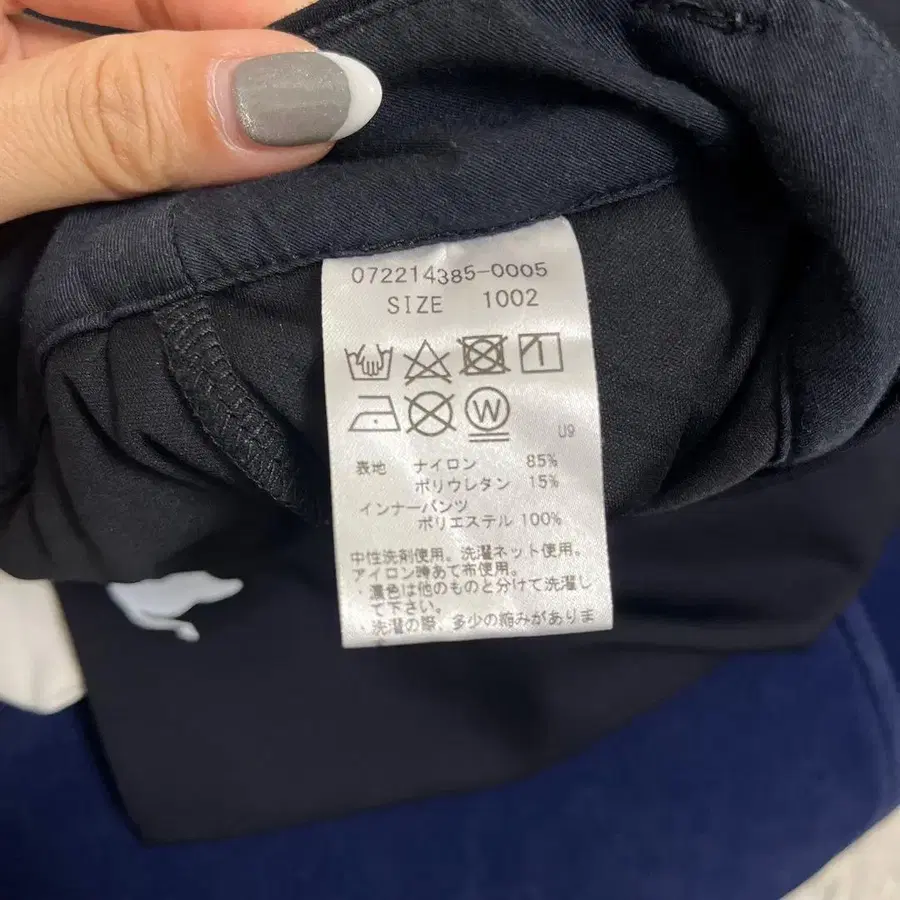 072214385-0005
SIZE 1002
W
U9
表地 ナイロン 85%
ポリウレタン 15%
インナーパンツ
ポリエステル 100%
中性洗剤使用。洗濯ネット使用。
アイロン時あて布使用。
・濃色は他のものと分けて洗濯し
て下さい。
・洗濯の際、多少の縮みがありま